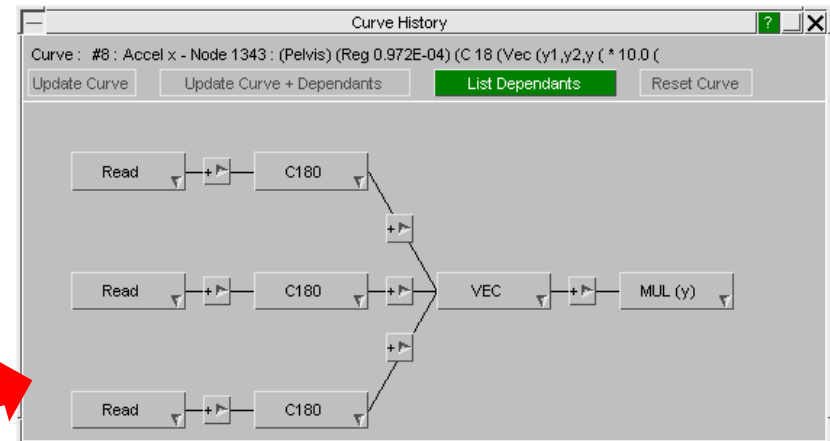 Curve History ?
Curve : #8 : Accel x - Node 1343 : (Pelvis) (Reg 0.972E-04) (C 18 (Vec (y1,y2,y ( * 10.0 (
Update Curve Update Curve + Dependants List Dependants Reset Curve
Read + C180
+
Read + C180 + VEC + MUL (y)
+
Read + C180